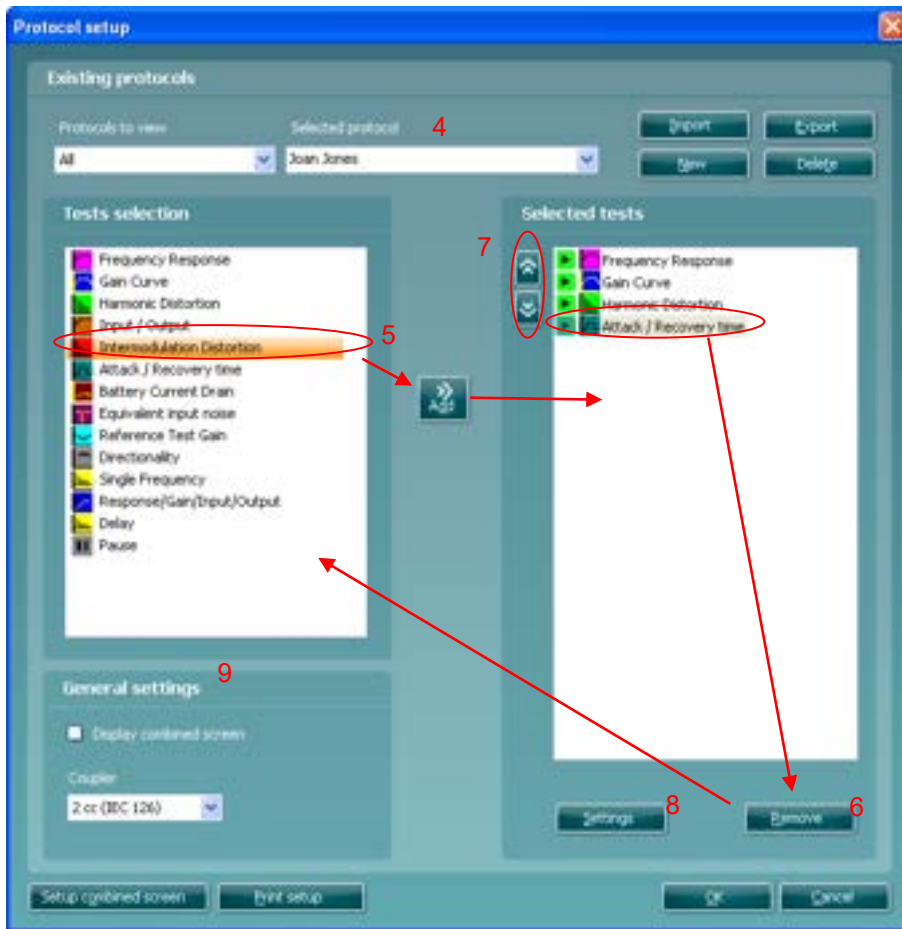 Protocol setup
Existing protocols
Protocols to view
Selected protocol
4
Import
Export
All
Joan Jones
New
Delete
Tests selection
Frequency Response
Gain Curve
Harmonic Distortion
Input / Output
Intermodulation Distortion
5
Attack / Recovery time
Battery Current Drain
Equivalent input noise
Reference Test Gain
Directionality
Single Frequency
Response/Gain/Input/Output
Delay
Pause
Add
Selected tests
7
Frequency Response
Gain Curve
Harmonic Distortion
Attack / Recovery time
9
General settings
Display combined screen
Coupler
2 cc (IEC 126)
Settings
8
Remove
6
Setup combined screen
Print setup
OK
Cancel